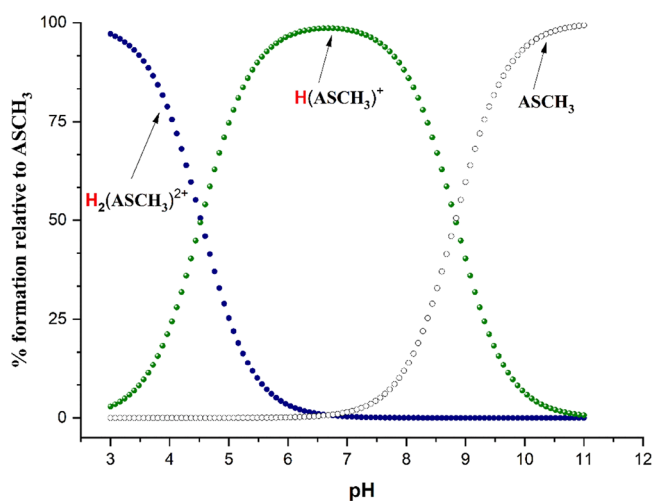 % formation relative to ASCH₃
100
75
50
25
0
H₂(ASCH₃)²⁺
H(ASCH₃)⁺
ASCH₃
3 4 5 6 7 8 9 10 11 12
pH